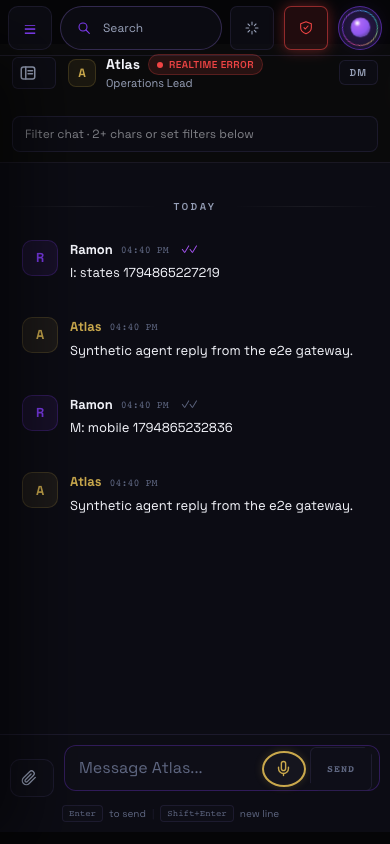 Search
A
Atlas
REALTIME ERROR
Operations Lead
DM
Filter chat · 2+ chars or set filters below
TODAY
R
Ramon 04:40 PM
I: states 1794865227219
A
Atlas 04:40 PM
Synthetic agent reply from the e2e gateway.
R
Ramon 04:40 PM
M: mobile 1794865232836
A
Atlas 04:40 PM
Synthetic agent reply from the e2e gateway.
Message Atlas...
SEND
Enter to send Shift+Enter new line